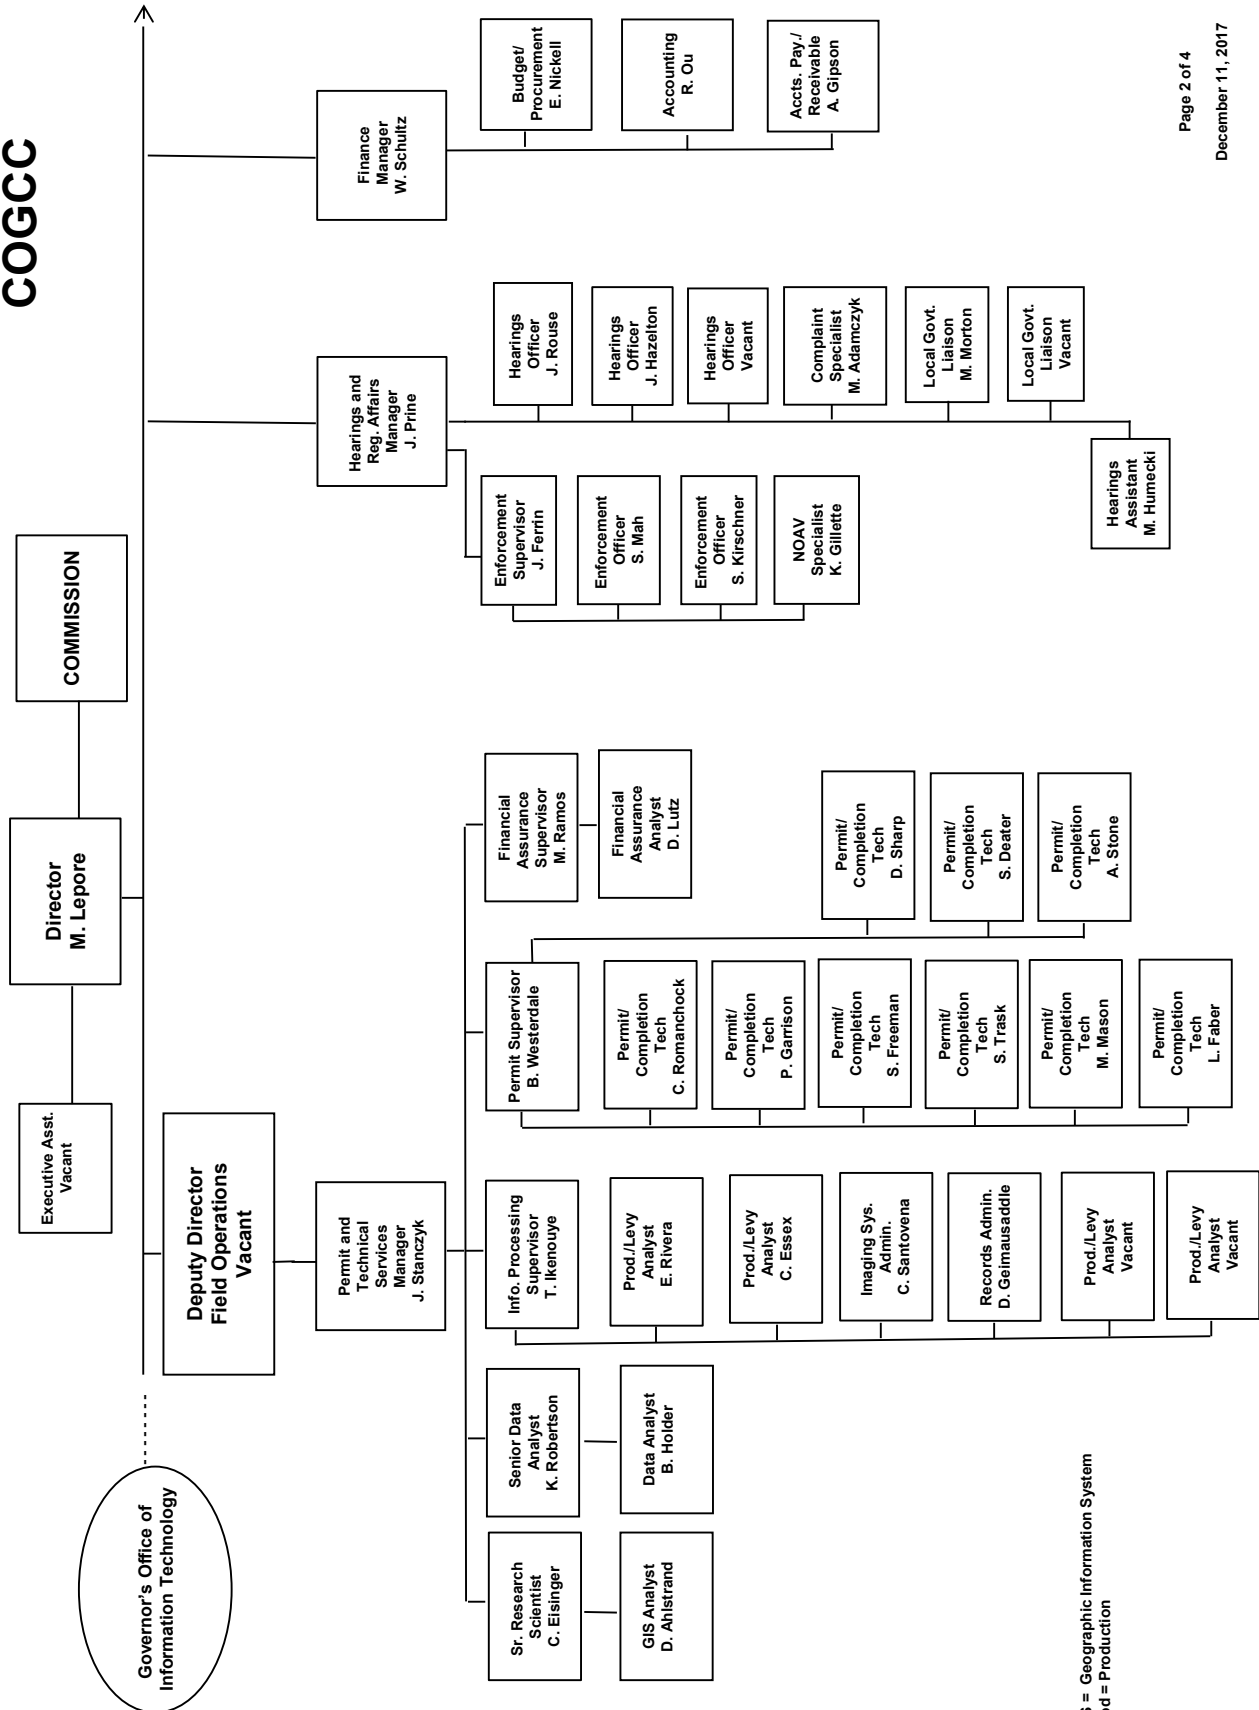 COGCC
COMMISSION
Director
M. Lepore
Executive Asst.
Vacant
Governor's Office of
Information Technology
Deputy Director
Field Operations
Vacant
Permit and
Technical
Services
Manager
J. Stanczyk
Hearings and
Reg. Affairs
Manager
J. Prine
Finance
Manager
W. Schultz
Sr. Research
Scientist
C. Eisinger
GIS Analyst
D. Ahlstrand
Senior Data
Analyst
K. Robertson
Data Analyst
B. Holder
Info. Processing
Supervisor
T. Ikenouye
Prod./Levy
Analyst
E. Rivera
Prod./Levy
Analyst
C. Essex
Imaging Sys.
Admin.
C. Santovena
Records Admin.
D. Geimausaddle
Prod./Levy
Analyst
Vacant
Prod./Levy
Analyst
Vacant
Permit Supervisor
B. Westerdale
Permit/
Completion
Tech
C. Romanchock
Permit/
Completion
Tech
P. Garrison
Permit/
Completion
Tech
S. Freeman
Permit/
Completion
Tech
S. Trask
Permit/
Completion
Tech
M. Mason
Permit/
Completion
Tech
L. Faber
Permit/
Completion
Tech
D. Sharp
Permit/
Completion
Tech
S. Deater
Permit/
Completion
Tech
A. Stone
Financial
Assurance
Supervisor
M. Ramos
Financial
Assurance
Analyst
D. Lutz
Enforcement
Supervisor
J. Ferrin
Enforcement
Officer
S. Mah
Enforcement
Officer
S. Kirschner
NOAV
Specialist
K. Gillette
Hearings
Officer
J. Rouse
Hearings
Officer
J. Hazelton
Hearings
Officer
Vacant
Complaint
Specialist
M. Adamczyk
Local Govt.
Liaison
M. Morton
Local Govt.
Liaison
Vacant
Hearings
Assistant
M. Humecki
Budget/
Procurement
E. Nickell
Accounting
R. Ou
Accts. Pay./
Receivable
A. Gipson
= Geographic Information System
= Production
Page 2 of 4
December 11, 2017